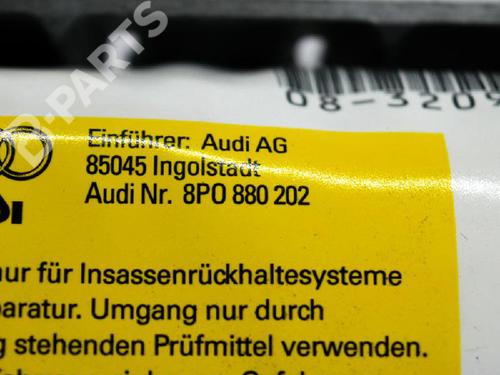 08-3209
Einführer: Audi AG
85045 Ingolstadt
Audi Nr. 8P0 880 202
nur für Insassenrückhaltesysteme
paratur. Umgang nur durch
g stehenden Prüfmittel verwenden.
D-PARTS